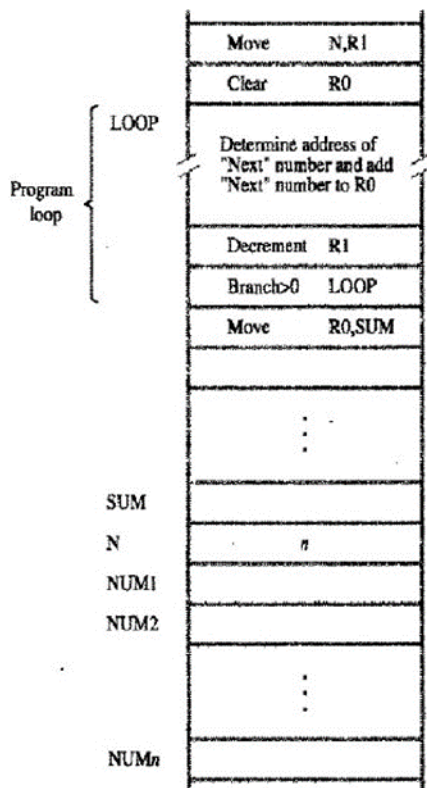 Move N,R1
Clear R0
LOOP
Determine address of
"Next" number and add
"Next" number to R0
Program
loop
Decrement R1
Branch>0 LOOP
Move R0,SUM
SUM
N n
NUM1
NUM2
NUMn